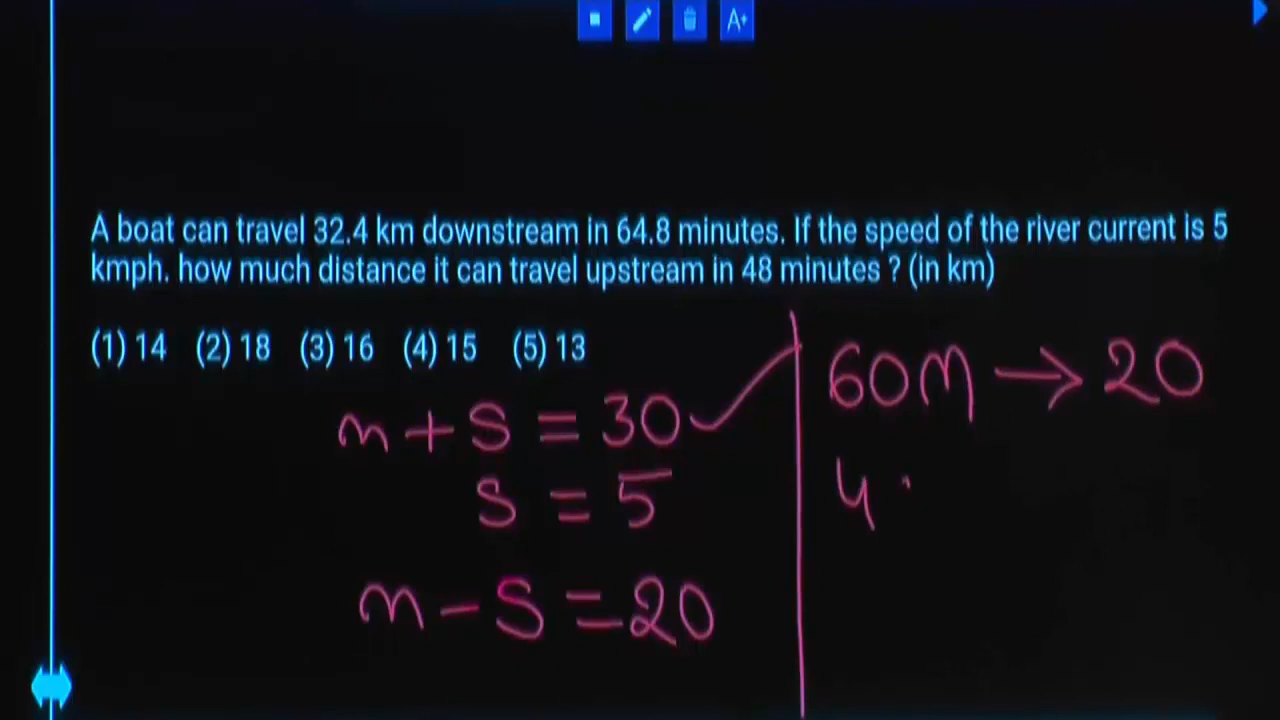 A+
A boat can travel 32.4 km downstream in 64.8 minutes. If the speed of the river current is 5
kmph. how much distance it can travel upstream in 48 minutes ? (in km)
(1) 14 (2) 18 (3) 16 (4) 15 (5) 13
m + S = 30
S = 5
m - S = 20
60M → 20
4